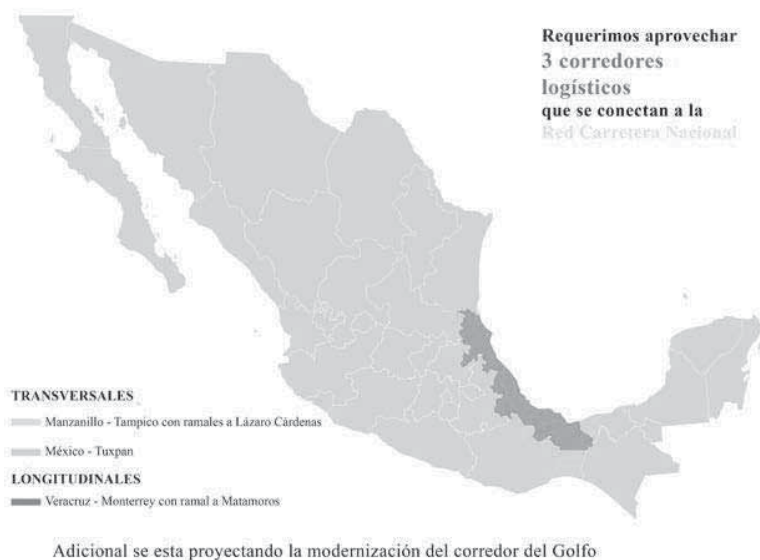 Requerimos aprovechar
3 corredores
logísticos
que se conectan a la
Red Carretera Nacional
TRANSVERSALES
Manzanillo - Tampico con ramales a Lázaro Cárdenas
México - Tuxpan
LONGITUDINALES
Veracruz - Monterrey con ramal a Matamoros
Adicional se esta proyectando la modernización del corredor del Golfo